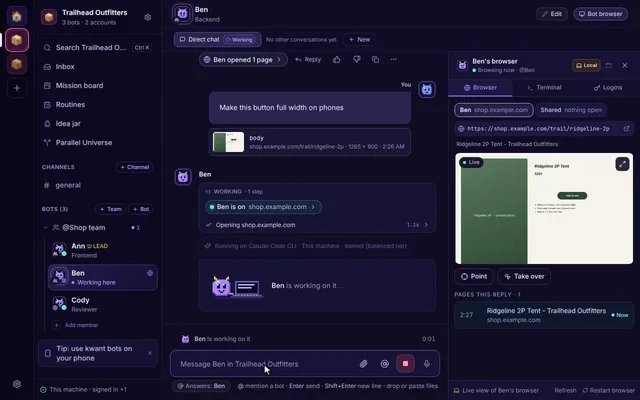 Trailhead Outfitters
3 bots · 2 accounts
Search Trailhead O... Ctrl K
Inbox
Mission board
Routines
Idea jar
Parallel Universe
CHANNELS
+ Channel
# general
BOTS (3)
+ Team
+ Bot
@Shop team
1
Ann LEAD
Frontend
Ben
Working here
Cody
Reviewer
Add member
Tip: use kwant bots on
your phone
This machine · signed in +1
Ben
Backend
Edit
Bot browser
Direct chat
Working
No other conversations yet.
+ New
Ben opened 1 page
Reply
You
Make this button full width on phones
body
shop.example.com/trail/ridgeline-2p · 1265 × 900 · 2:26 AM
Ben
WORKING · 1 step
Ben is on shop.example.com
Opening shop.example.com
1.1s
Running on Claude Code CLI · This machine · sonnet (balanced tier)
Ben is working on it
Ben is working on it
0:01
Message Ben in Trailhead Outfitters
Answers: Ben
@ mention a bot · Enter send · Shift+Enter new line · drop or paste files
Ben's browser
Browsing now · @Ben
Local
Browser
Terminal
Logins
Ben shop.example.com
Shared nothing open
https://shop.example.com/trail/ridgeline-2p
Ridgeline 2P Tent - Trailhead Outfitters
Live
Ridgeline 2P Tent
Point
Take over
PAGES THIS REPLY · 1
2:27
Ridgeline 2P Tent - Trailhead Outfitters
shop.example.com
Now
Live view of Ben's browser
Refresh
Restart browser